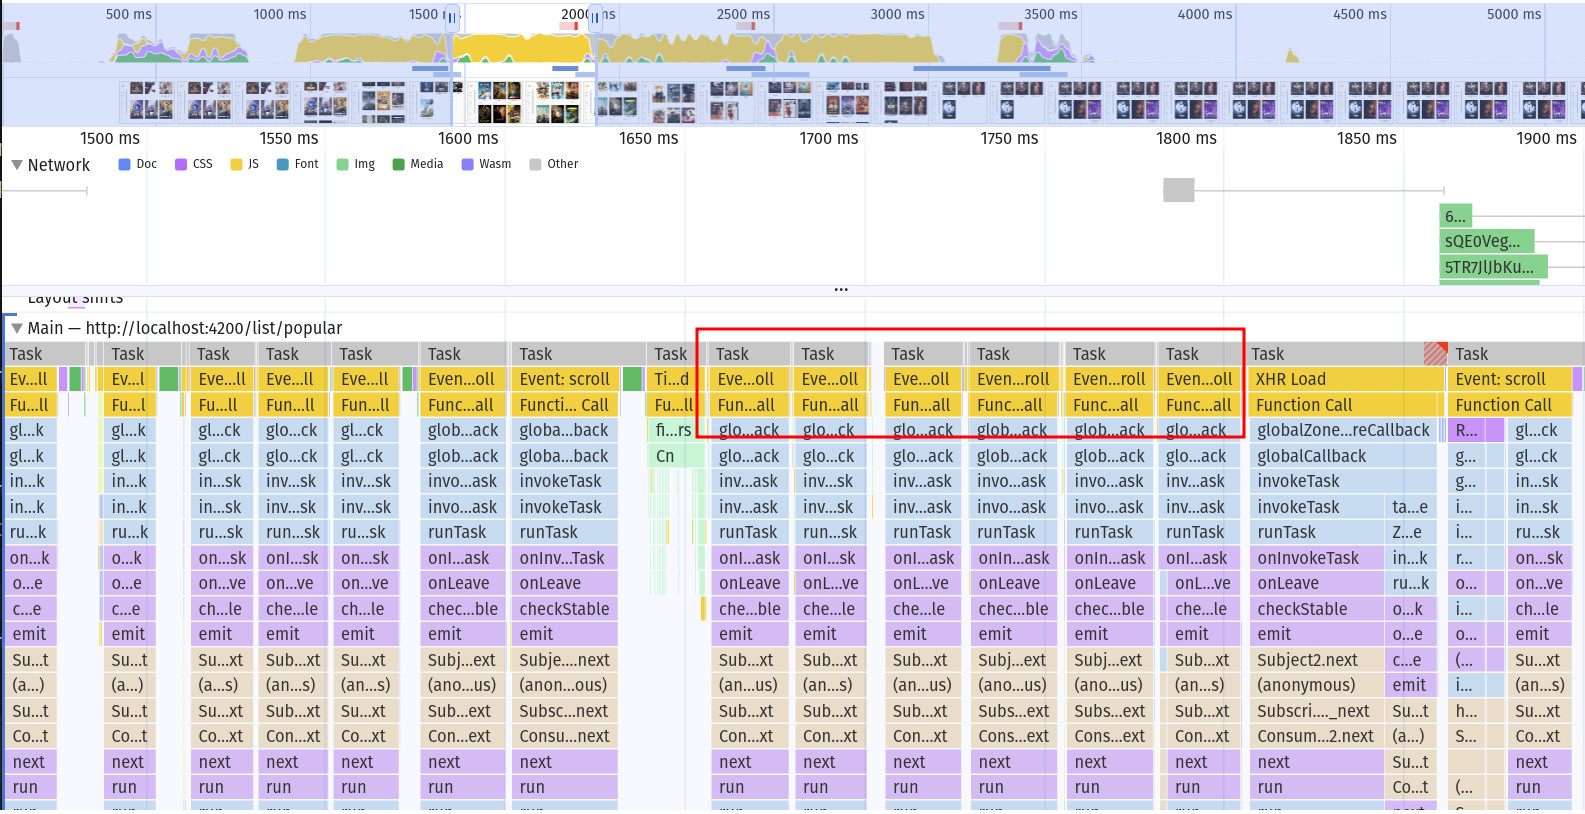 500 ms 1000 ms 1500 2000 ms 2500 ms 3000 ms 3500 ms 4000 ms 4500 ms 5000 ms
1500 ms 1550 ms 1600 ms 1650 ms 1700 ms 1750 ms 1800 ms 1850 ms 1900 ms
▼ Network Doc CSS JS Font Img Media Wasm Other
6...
sQE0Veg...
5TR7JlJbKu...
...
Layout shifts
▼ Main — http://localhost:4200/list/popular
Task Task Task Task Task Task Task Task Task Task Task Task Task Task Task Task
Ev...ll Ev...l Eve...ll Eve...ll Eve...ll Even...oll Event: scroll Ti...d Eve...oll Eve...oll Eve...oll Even...roll Even...roll Even...oll XHR Load Event: scroll
Fu...ll Fu...l Fu...ll Fun...ll Fun...ll Func...all Functi... Call Fu...ll Fun...all Fun...all Fun...all Func...all Func...all Func...all Function Call Function Call
gl...k gl...k gl...ck glo...ck gl...ck glob...ack globa...back fi...rs glo...ack glo...ck glo...ack glob...ack glob...ack glo...ack globalZone...reCallback R... gl...ck
gl...k gl...k gl...ck glo...ck gl...ck glob...ack globa...back Cn glo...ack glo...ck glo...ack glob...ack glob...ack glo...ack globalCallback g... gl...ck
in...k in...k in...sk inv...sk in...sk invo...ask invokeTask inv...ask inv...sk inv...ask inv...ask invo...ask inv...ask invokeTask g... in...sk
in...k in...k in...sk inv...sk in...sk invo...ask invokeTask inv...ask inv...sk inv...ask inv...ask invo...ask inv...ask invokeTask ta...e i... in...sk
ru...k ru...k ru...sk runTask ru...sk runTask runTask runTask run...sk runTask runTask runTask runTask runTask Z...e i... ru...sk
on...k o...k on...sk onI...sk on...sk onI...ask onInv...Task onI...ask onI...sk onI...ask onIn...ask onIn...ask onI...ask onInvokeTask in...k r... on...sk
o...e o...e on...ve on...ve on...ve onLeave onLeave onLeave onL...ve onL...ve onLeave onLeave onL...ve onLeave ru...k o... on...ve
c...e c...e ch...le che...le ch...le chec...ble checkStable che...ble che...le che...le chec...ble chec...ble che...le checkStable o...k i... ch...le
emit emit emit emit emit emit emit emit emit emit emit emit emit emit o...e o... emit
Su...t Su...t Su...xt Sub...xt Su...xt Subj...ext Subje....next Sub...xt Sub...xt Sub...xt Subj...ext Subj...ext Sub...xt Subject2.next c...e (... Su...xt
(a...) (a...) (a...s) (an...s) (a...s) (ano...us) (anon...ous) (an...us) (an...s) (an...us) (ano...us) (ano...us) (an...s) (anonymous) emit i... (an...s)
Su...t Su...t Su...xt Sub...xt Su...xt Sub...ext Subsc...next Sub...xt Sub...xt Sub...xt Subs...ext Subs...ext Sub...xt Subscri...._next Su...t h... Su...xt
Co...t Co...t Co...xt Con...xt Co...xt Con...ext Consu...next Con...xt Con...xt Con...xt Cons...ext Cons...ext Con...xt Consum...2.next (a...) S... Co...xt
next next next next next next next next next next next next next next Su...t next
run run run run run run run run run run run run run run Co...t (... run